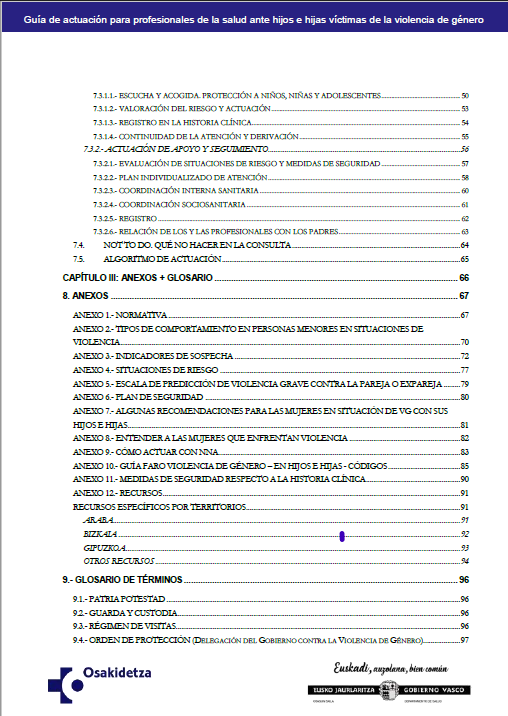 Guía de actuación para profesionales de la salud ante hijos e hijas víctimas de la violencia de género
7.3.1.1.- ESCUCHA Y ACOGIDA. PROTECCIÓN A NIÑOS, NIÑAS Y ADOLESCENTES 50
7.3.1.2.- VALORACIÓN DEL RIESGO Y ACTUACIÓN 53
7.3.1.3.- REGISTRO EN LA HISTORIA CLÍNICA 54
7.3.1.4.- CONTINUIDAD DE LA ATENCIÓN Y DERIVACIÓN 55
7.3.2.- ACTUACIÓN DE APOYO Y SEGUIMIENTO 56
7.3.2.1.- EVALUACIÓN DE SITUACIONES DE RIESGO Y MEDIDAS DE SEGURIDAD 57
7.3.2.2.- PLAN INDIVIDUALIZADO DE ATENCIÓN 58
7.3.2.3.- COORDINACIÓN INTERNA SANITARIA 60
7.3.2.4.- COORDINACIÓN SOCIOSANITARIA 61
7.3.2.5.- REGISTRO 62
7.3.2.6.- RELACIÓN DE LOS Y LAS PROFESIONALES CON LOS PADRES 63
7.4. NOT TO DO. QUÉ NO HACER EN LA CONSULTA 64
7.5. ALGORITMO DE ACTUACIÓN 65
CAPÍTULO III: ANEXOS + GLOSARIO 66
8. ANEXOS 67
ANEXO 1.- NORMATIVA 67
ANEXO 2.- TIPOS DE COMPORTAMIENTO EN PERSONAS MENORES EN SITUACIONES DE
VIOLENCIA 70
ANEXO 3.- INDICADORES DE SOSPECHA 72
ANEXO 4.- SITUACIONES DE RIESGO 77
ANEXO 5.- ESCALA DE PREDICCIÓN DE VIOLENCIA GRAVE CONTRA LA PAREJA O EXPAREJA 79
ANEXO 6.- PLAN DE SEGURIDAD 80
ANEXO 7.- ALGUNAS RECOMENDACIONES PARA LAS MUJERES EN SITUACIÓN DE VG CON SUS
HIJOS E HIJAS 81
ANEXO 8.- ENTENDER A LAS MUJERES QUE ENFRENTAN VIOLENCIA 82
ANEXO 9.- CÓMO ACTUAR CON NNA 83
ANEXO 10.- GUÍA FARO VIOLENCIA DE GÉNERO – EN HIJOS E HIJAS - CÓDIGOS 85
ANEXO 11.- MEDIDAS DE SEGURIDAD RESPECTO A LA HISTORIA CLÍNICA 90
ANEXO 12.- RECURSOS 91
RECURSOS ESPECÍFICOS POR TERRITORIOS 91
ARABA 91
BIZKAIA 92
GIPUZKOA 93
OTROS RECURSOS 94
9.- GLOSARIO DE TÉRMINOS 96
9.1.- PATRIA POTESTAD 96
9.2.- GUARDA Y CUSTODIA 96
9.3.- RÉGIMEN DE VISITAS 96
9.4.- ORDEN DE PROTECCIÓN (DELEGACIÓN DEL GOBIERNO CONTRA LA VIOLENCIA DE GÉNERO) 97
Osakidetza
Euskadi, auzolana, bien común
EUSKO JAURLARITZA GOBIERNO VASCO